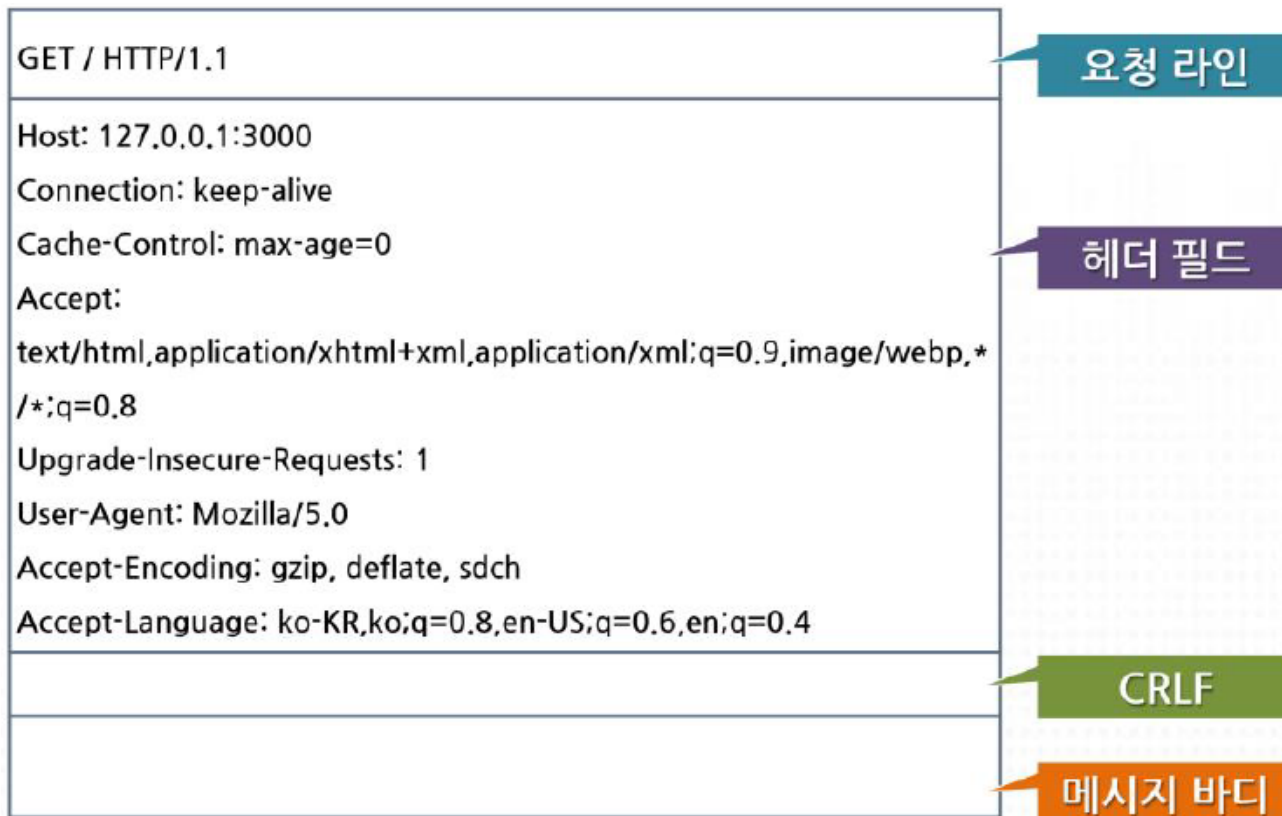 GET / HTTP/1.1
요청 라인
Host: 127.0.0.1:3000
Connection: keep-alive
Cache-Control: max-age=0
헤더 필드
Accept:
text/html,application/xhtml+xml,application/xml;q=0.9,image/webp,*
/*;q=0.8
Upgrade-Insecure-Requests: 1
User-Agent: Mozilla/5.0
Accept-Encoding: gzip, deflate, sdch
Accept-Language: ko-KR,ko;q=0.8,en-US;q=0.6,en;q=0.4
CRLF
메시지 바디